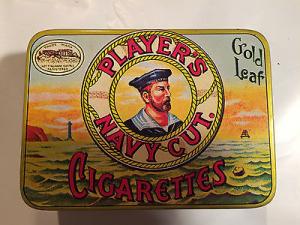 PLAYER'S
Gold
Leaf
NAVY CUT.
CIGARETTES